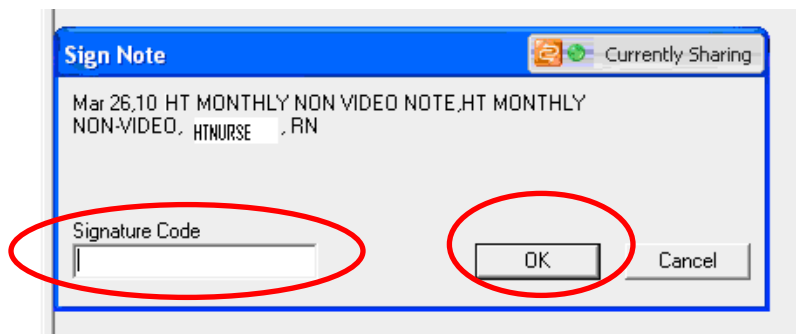 Sign Note
Currently Sharing
Mar 26,10 HT MONTHLY NON VIDEO NOTE,HT MONTHLY
NON-VIDEO, HTNURSE , RN
Signature Code
OK
Cancel